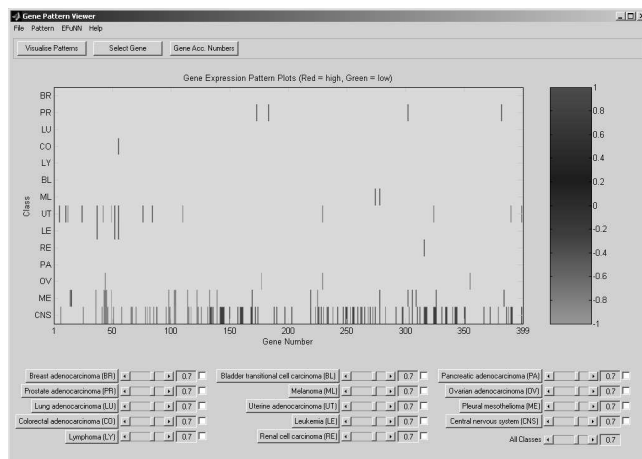 Gene Pattern Viewer
File Pattern EFuNN Help
Visualise Patterns Select Gene Gene Acc. Numbers
Gene Expression Pattern Plots (Red = high, Green = low)
BR
PR
LU
CO
LY
BL
ML
UT
LE
RE
PA
OV
ME
CNS
Class
1 50 100 150 200 250 300 350 399
Gene Number
1
0.8
0.6
0.4
0.2
0
-0.2
-0.4
-0.6
-0.8
-1
Breast adenocarcinoma (BR) 0.7
Prostate adenocarcinoma (PR) 0.7
Lung adenocarcinoma (LU) 0.7
Colorectal adenocarcinoma (CO) 0.7
Lymphoma (LY) 0.7
Bladder transitional cell carcinoma (BL) 0.7
Melanoma (ML) 0.7
Uterine adenocarcinoma (UT) 0.7
Leukemia (LE) 0.7
Renal cell carcinoma (RE) 0.7
Pancreatic adenocarcinoma (PA) 0.7
Ovarian adenocarcinoma (OV) 0.7
Pleural mesothelioma (ME) 0.7
Central nervous system (CNS) 0.7
All Classes 0.7